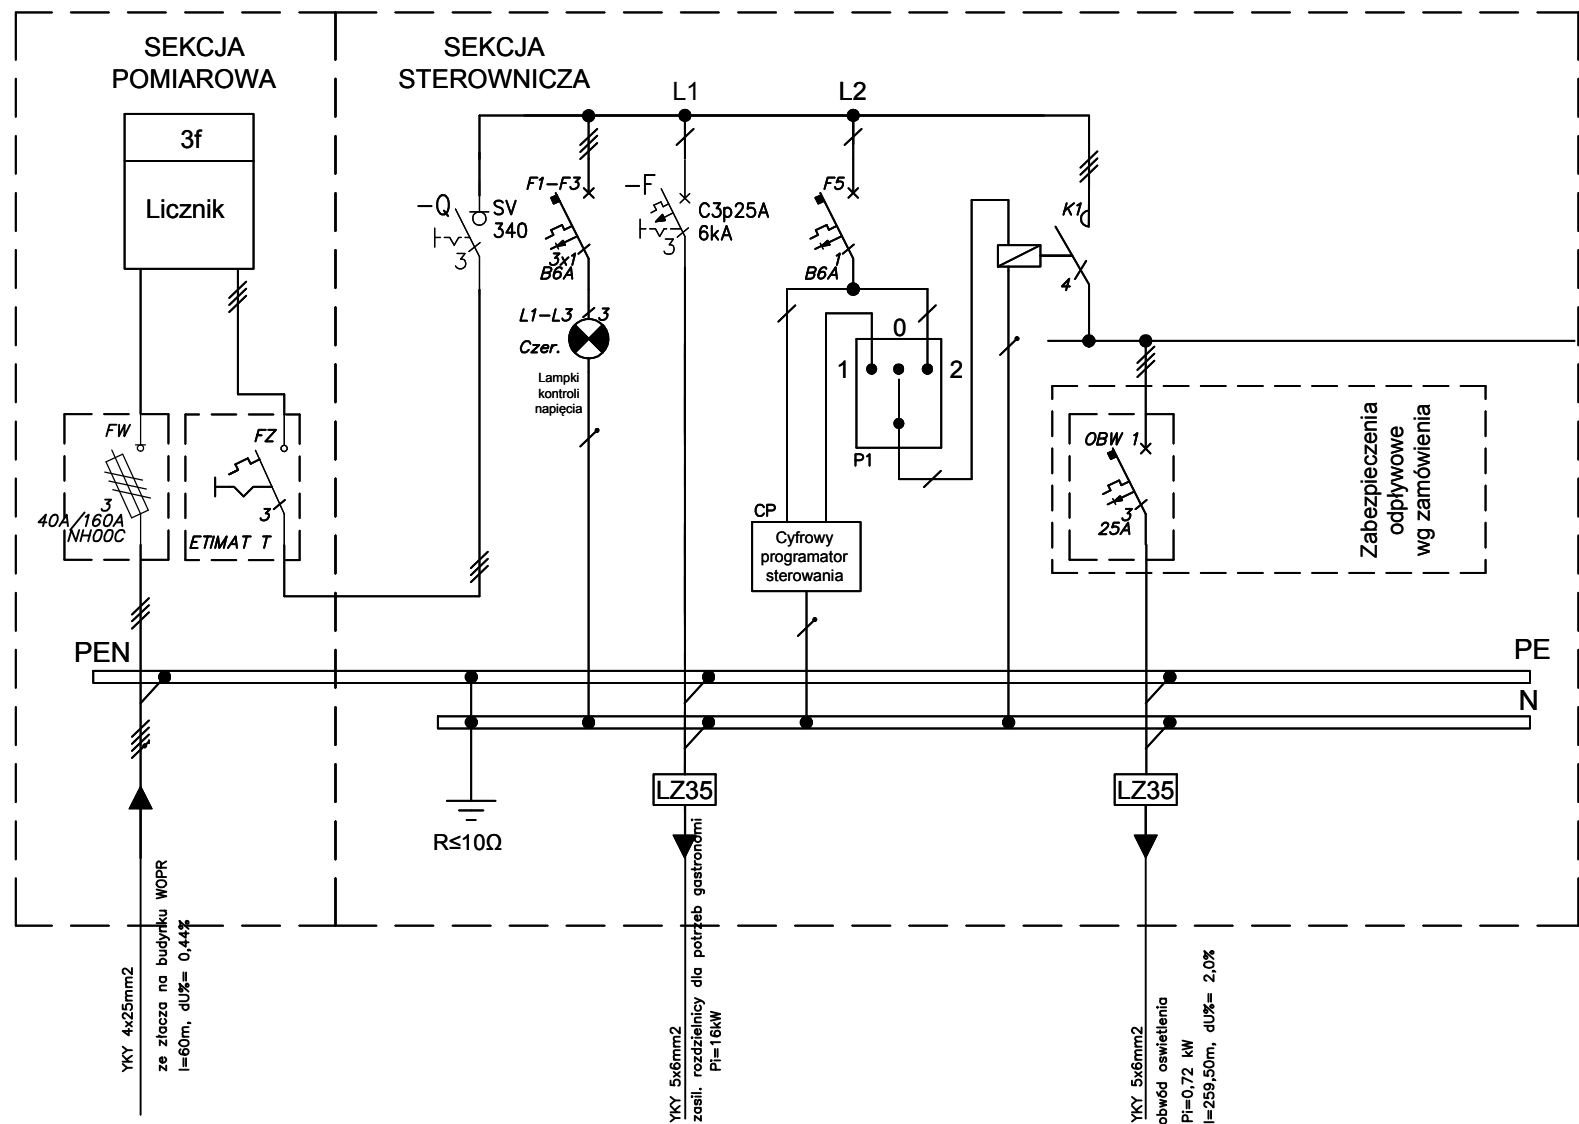 SEKCJA
POMIAROWA
SEKCJA
STEROWNICZA
3f
Licznik
L1
L2
-Q
SV
340
3
F1-F3
3x1
B6A
-F
C3p25A
6kA
3
F5
1
B6A
K1
4
L1-L3
3
Czer.
Lampki
kontroli
napięcia
0
1
2
P1
CP
Cyfrowy
programator
sterowania
FW
3
40A/160A
NH00C
FZ
3
ETIMAT T
OBW 1
3
25A
Zabezpieczenia
odpływowe
wg zamówienia
PEN
PE
N
R≤10Ω
LZ35
LZ35
YKY 4x25mm2
ze złacza na budynku WOPR
l=60m, dU%= 0,44%
YKY 5x6mm2
zasil. rozdzielnicy dla potrzeb gastronomi
Pi=16kW
YKY 5x6mm2
obwód oswietlenia
Pi=0,72 kW
l=259,50m, dU%= 2,0%